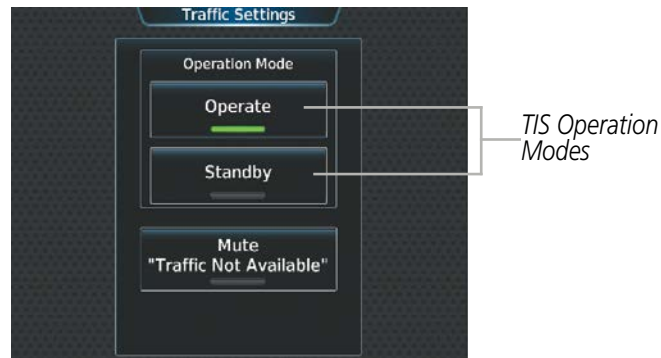 Traffic Settings
Operation Mode
Operate
Standby
Mute
"Traffic Not Available"
TIS Operation
Modes